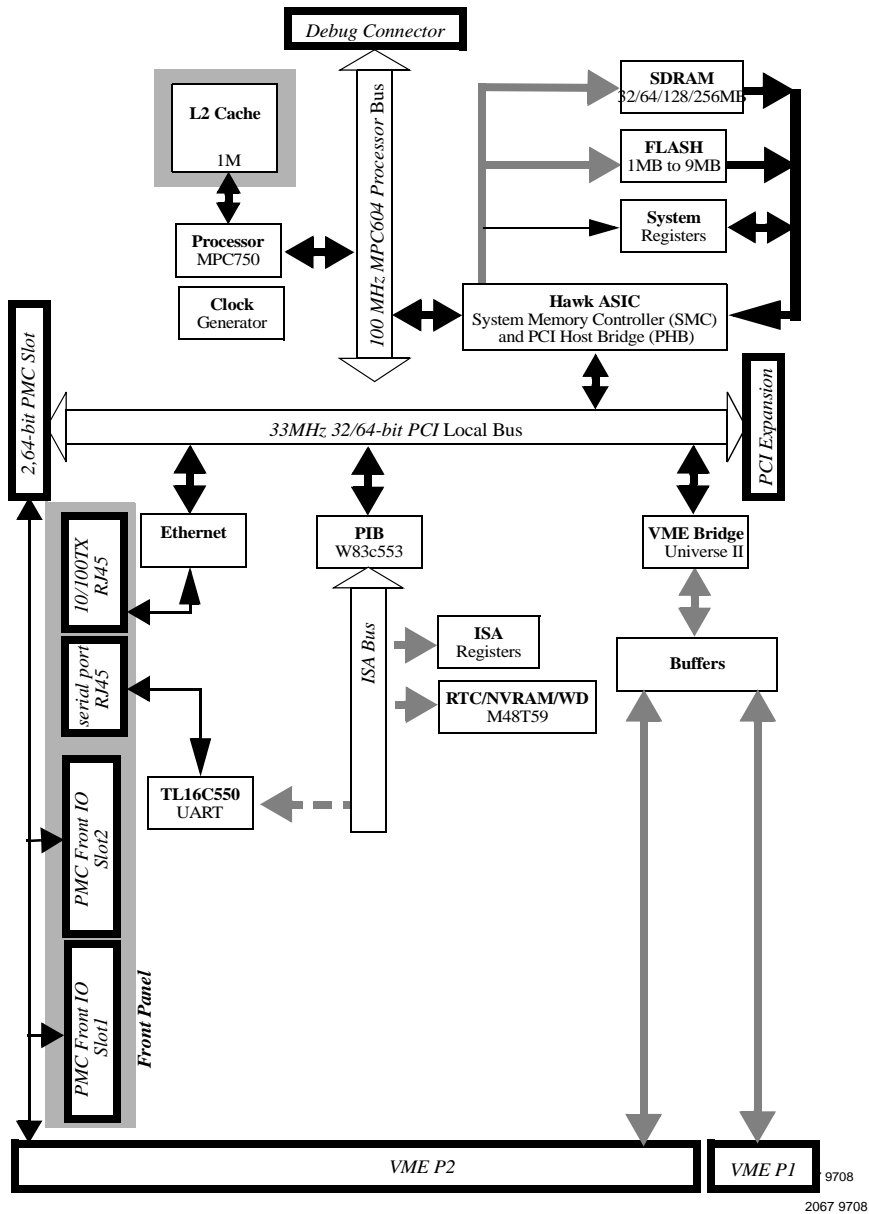 Debug Connector
L2 Cache
1M
SDRAM
32/64/128/256MB
FLASH
1MB to 9MB
System
Registers
Processor
MPC750
100 MHz MPC604 Processor Bus
Clock
Generator
Hawk ASIC
System Memory Controller (SMC)
and PCI Host Bridge (PHB)
2,64-bit PMC Slot
33MHz 32/64-bit PCI Local Bus
PCI Expansion
10/100TX
RJ45
Ethernet
PIB
W83c553
VME Bridge
Universe II
serial port
RJ45
ISA Bus
ISA
Registers
RTC/NVRAM/WD
M48T59
Buffers
TL16C550
UART
PMC Front IO
Slot2
PMC Front IO
Slot1
Front Panel
VME P2
VME P1
9708
2067 9708